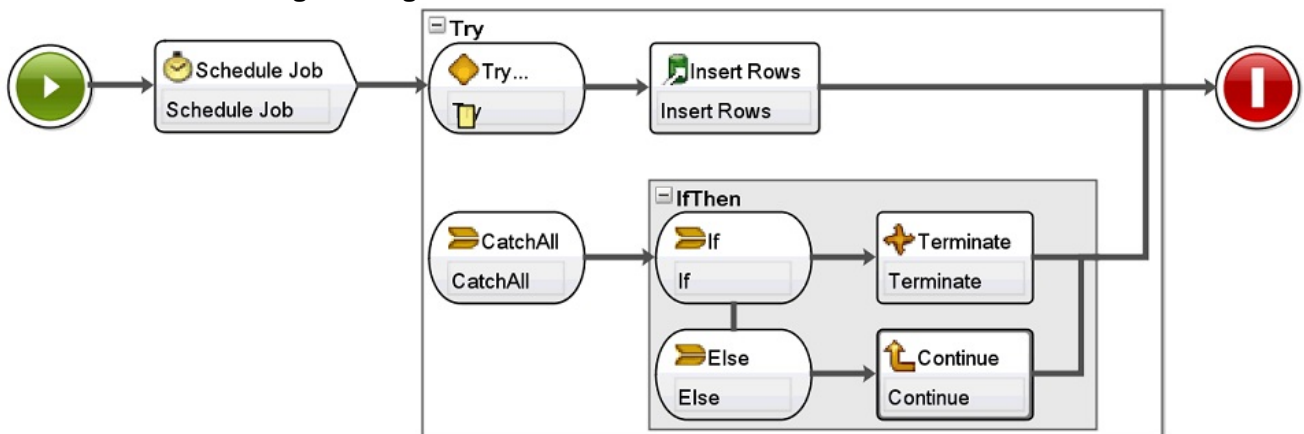 Try
Schedule Job
Schedule Job
Try...
Insert Rows
Insert Rows
IfThen
CatchAll
CatchAll
If
If
Terminate
Terminate
Else
Else
Continue
Continue